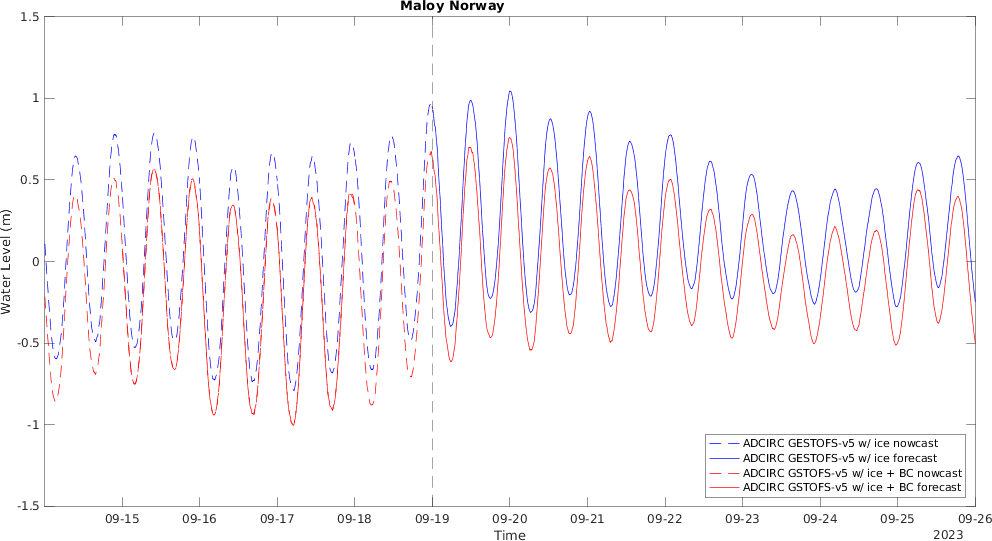 Maloy Norway
1.5
1
0.5
0
-0.5
-1
-1.5
Water Level (m)
ADCIRC GESTOFS-v5 w/ ice nowcast
ADCIRC GESTOFS-v5 w/ ice forecast
ADCIRC GSTOFS-v5 w/ ice + BC nowcast
ADCIRC GSTOFS-v5 w/ ice + BC forecast
09-15 09-16 09-17 09-18 09-19 09-20 09-21 09-22 09-23 09-24 09-25 09-26
Time
2023